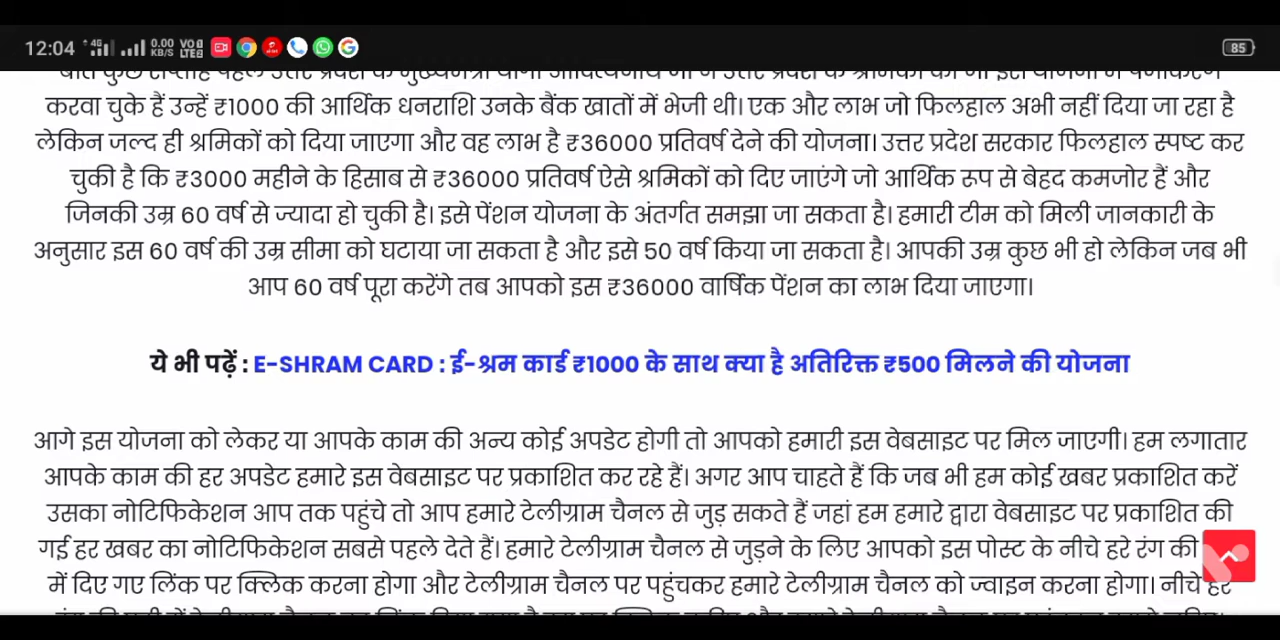 12:04 4G 0.00 KB/S VO LTE 85
करवा चुके हैं उन्हें ₹1000 की आर्थिक धनराशि उनके बैंक खातों में भेजी थी। एक और लाभ जो फिलहाल अभी नहीं दिया जा रहा है
लेकिन जल्द ही श्रमिकों को दिया जाएगा और वह लाभ है ₹36000 प्रतिवर्ष देने की योजना। उत्तर प्रदेश सरकार फिलहाल स्पष्ट कर
चुकी है कि ₹3000 महीने के हिसाब से ₹36000 प्रतिवर्ष ऐसे श्रमिकों को दिए जाएंगे जो आर्थिक रूप से बेहद कमजोर हैं और
जिनकी उम्र 60 वर्ष से ज्यादा हो चुकी है। इसे पेंशन योजना के अंतर्गत समझा जा सकता है। हमारी टीम को मिली जानकारी के
अनुसार इस 60 वर्ष की उम्र सीमा को घटाया जा सकता है और इसे 50 वर्ष किया जा सकता है। आपकी उम्र कुछ भी हो लेकिन जब भी
आप 60 वर्ष पूरा करेंगे तब आपको इस ₹36000 वार्षिक पेंशन का लाभ दिया जाएगा।
ये भी पढ़ें : E-SHRAM CARD : ई-श्रम कार्ड ₹1000 के साथ क्या है अतिरिक्त ₹500 मिलने की योजना
आगे इस योजना को लेकर या आपके काम की अन्य कोई अपडेट होगी तो आपको हमारी इस वेबसाइट पर मिल जाएगी। हम लगातार
आपके काम की हर अपडेट हमारे इस वेबसाइट पर प्रकाशित कर रहे हैं। अगर आप चाहते हैं कि जब भी हम कोई खबर प्रकाशित करें
उसका नोटिफिकेशन आप तक पहुंचे तो आप हमारे टेलीग्राम चैनल से जुड़ सकते हैं जहां हम हमारे द्वारा वेबसाइट पर प्रकाशित की
गई हर खबर का नोटिफिकेशन सबसे पहले देते हैं। हमारे टेलीग्राम चैनल से जुड़ने के लिए आपको इस पोस्ट के नीचे हरे रंग की
में दिए गए लिंक पर क्लिक करना होगा और टेलीग्राम चैनल पर पहुंचकर हमारे टेलीग्राम चैनल को ज्वाइन करना होगा। नीचे हरे